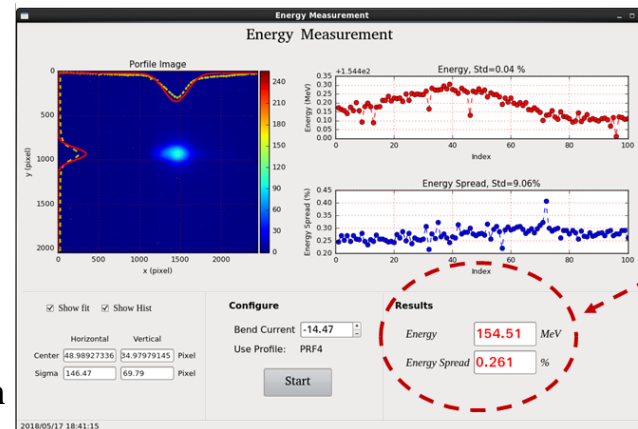 Energy Measurement
Energy Measurement
Porfile Image
0
500
1000
1500
2000
y (pixel)
0 500 1000 1500 2000 2500
x (pixel)
240
210
180
150
120
90
60
30
0
Energy, Std=0.04 %
+1.544e2
0.35
0.30
0.25
0.20
0.15
0.10
0.05
0.00
Energy (MeV)
0 20 40 60 80 100
Index
Energy Spread, Std=9.06%
0.45
0.40
0.35
0.30
0.25
0.20
Energy Spread (%)
0 20 40 60 80 100
Index
Show fit Show Hist
Horizontal Vertical
Center 48.98927336 34.97979145 Pixel
Sigma 146.47 69.79 Pixel
Configure
Bend Current -14.47
Use Profile: PRF4
Start
Results
Energy 154.51 MeV
Energy Spread 0.261 %
n
2018/05/17 18:41:15